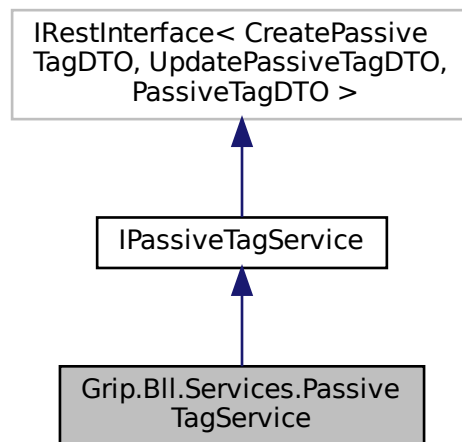 IRestInterface< CreatePassive
TagDTO, UpdatePassiveTagDTO,
PassiveTagDTO >
IPassiveTagService
Grip.Bll.Services.Passive
TagService